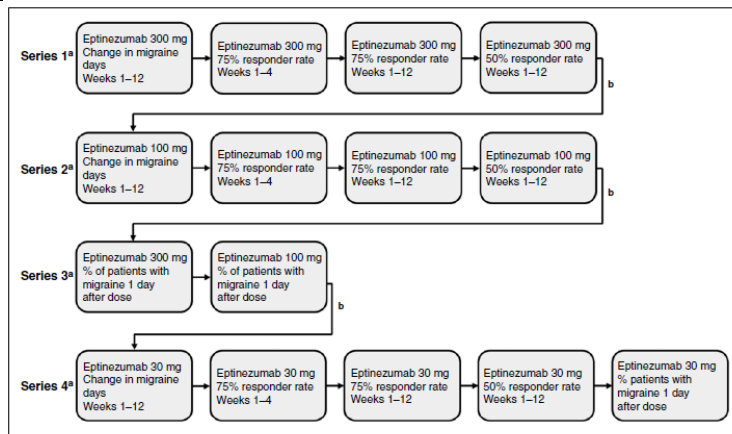 Series 1ª
Eptinezumab 300 mg
Change in migraine
days
Weeks 1–12
Eptinezumab 300 mg
75% responder rate
Weeks 1–4
Eptinezumab 300 mg
75% responder rate
Weeks 1–12
Eptinezumab 300 mg
50% responder rate
Weeks 1–12
b
Series 2ª
Eptinezumab 100 mg
Change in migraine
days
Weeks 1–12
Eptinezumab 100 mg
75% responder rate
Weeks 1–4
Eptinezumab 100 mg
75% responder rate
Weeks 1–12
Eptinezumab 100 mg
50% responder rate
Weeks 1–12
b
Series 3ª
Eptinezumab 300 mg
% of patients with
migraine 1 day
after dose
Eptinezumab 100 mg
% of patients with
migraine 1 day
after dose
b
Series 4ª
Eptinezumab 30 mg
Change in migraine
days
Weeks 1–12
Eptinezumab 30 mg
75% responder rate
Weeks 1–4
Eptinezumab 30 mg
75% responder rate
Weeks 1–12
Eptinezumab 30 mg
50% responder rate
Weeks 1–12
Eptinezumab 30 mg
% patients with
migraine 1 day
after dose